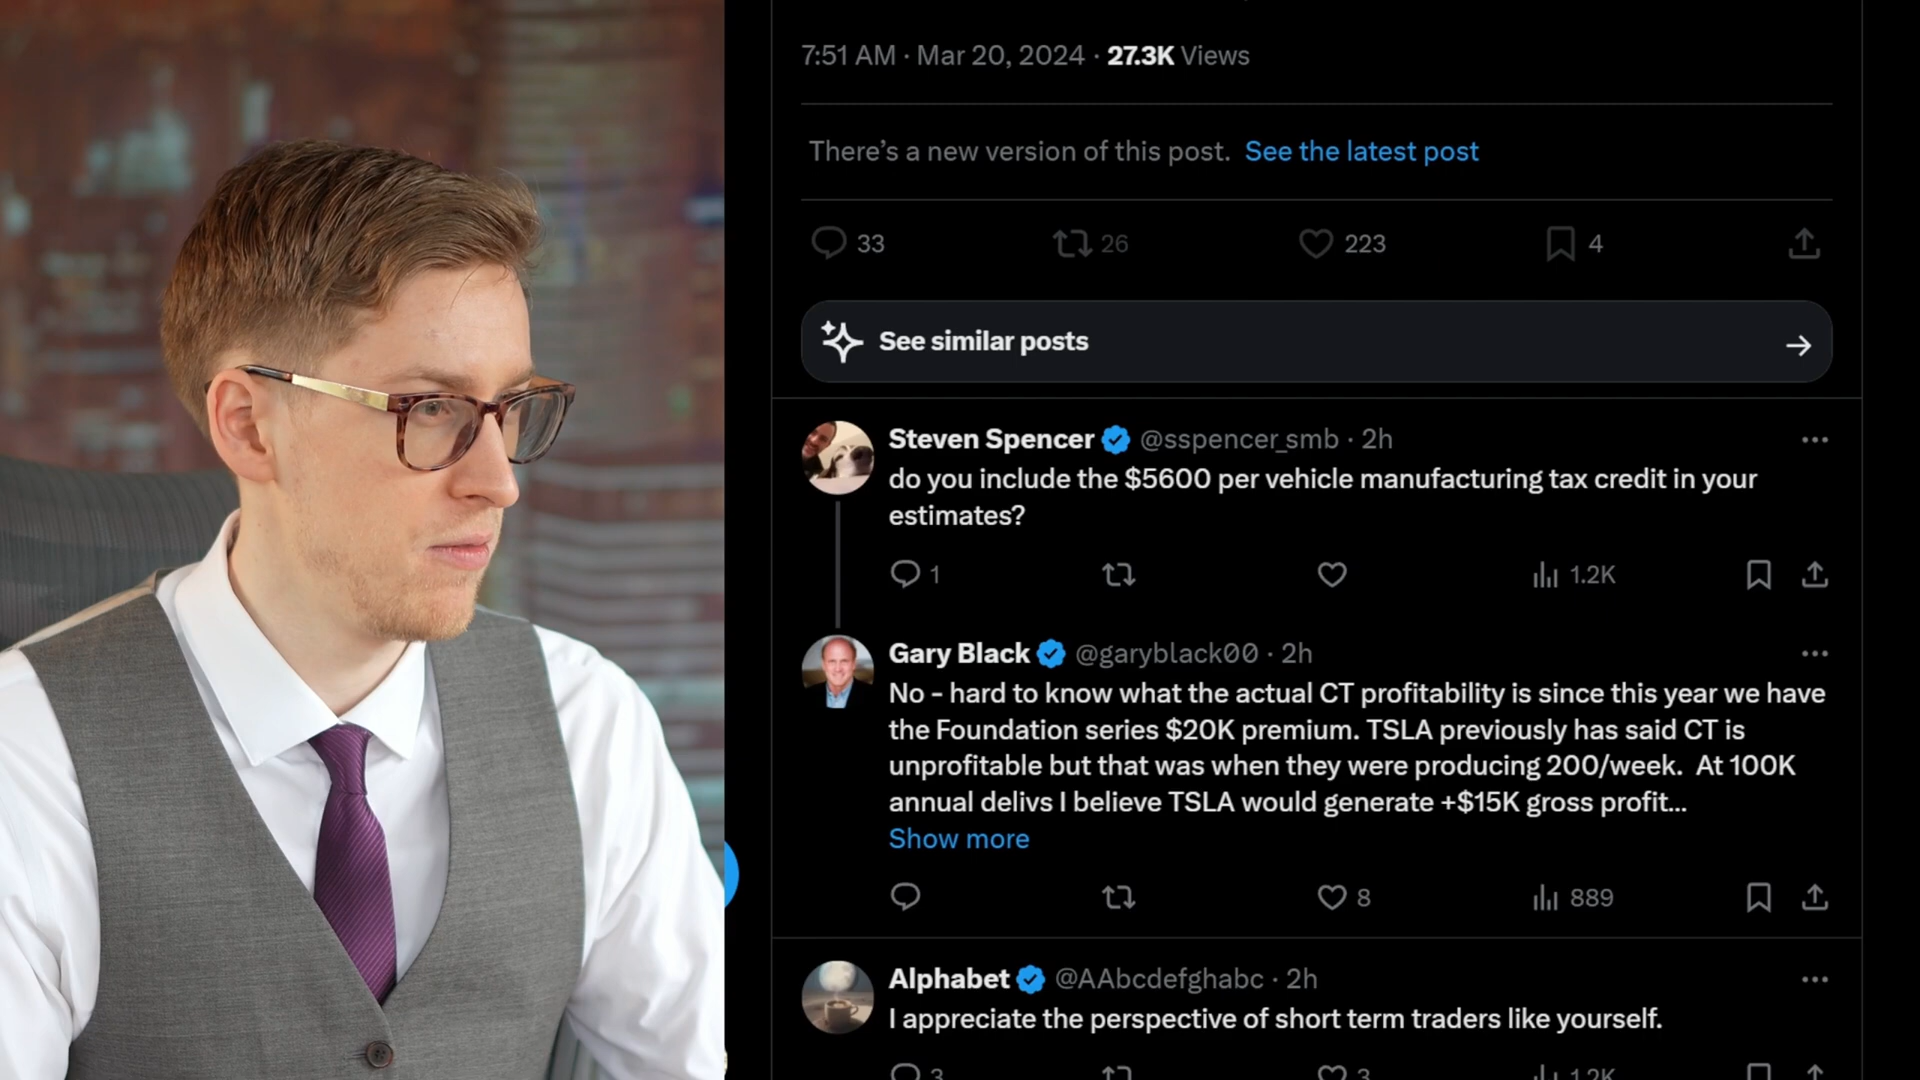 7:51 AM · Mar 20, 2024 · 27.3K Views
There's a new version of this post. See the latest post
33 26 223 4
See similar posts
Steven Spencer @sspencer_smb · 2h
do you include the $5600 per vehicle manufacturing tax credit in your
estimates?
1 1.2K
Gary Black @garyblack00 · 2h
No - hard to know what the actual CT profitability is since this year we have
the Foundation series $20K premium. TSLA previously has said CT is
unprofitable but that was when they were producing 200/week.  At 100K
annual delivs I believe TSLA would generate +$15K gross profit...
Show more
8 889
Alphabet @AAbcdefghabc · 2h
I appreciate the perspective of short term traders like yourself.
3 3 1.2K